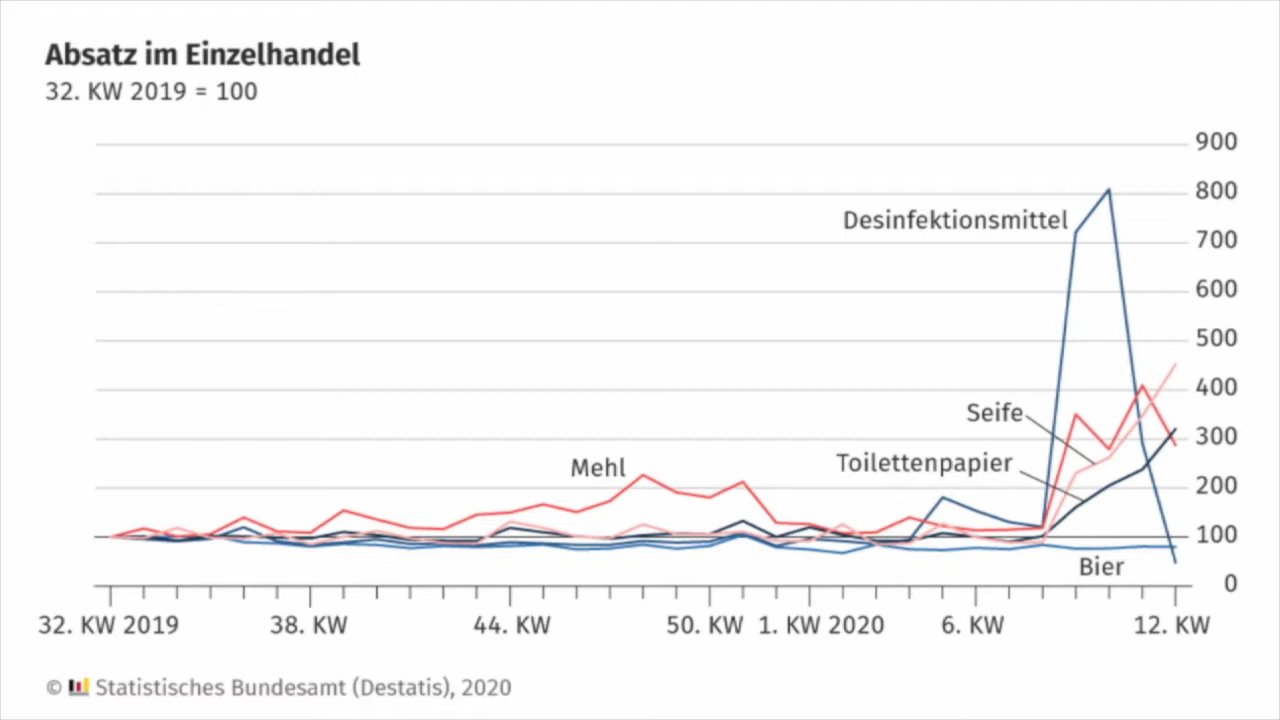 Absatz im Einzelhandel
32. KW 2019 = 100
900
800
Desinfektionsmittel
700
600
500
400
Seife
300
Mehl
Toilettenpapier
200
100
Bier
0
32. KW 2019 38. KW 44. KW 50. KW 1. KW 2020 6. KW 12. KW
© Statistisches Bundesamt (Destatis), 2020